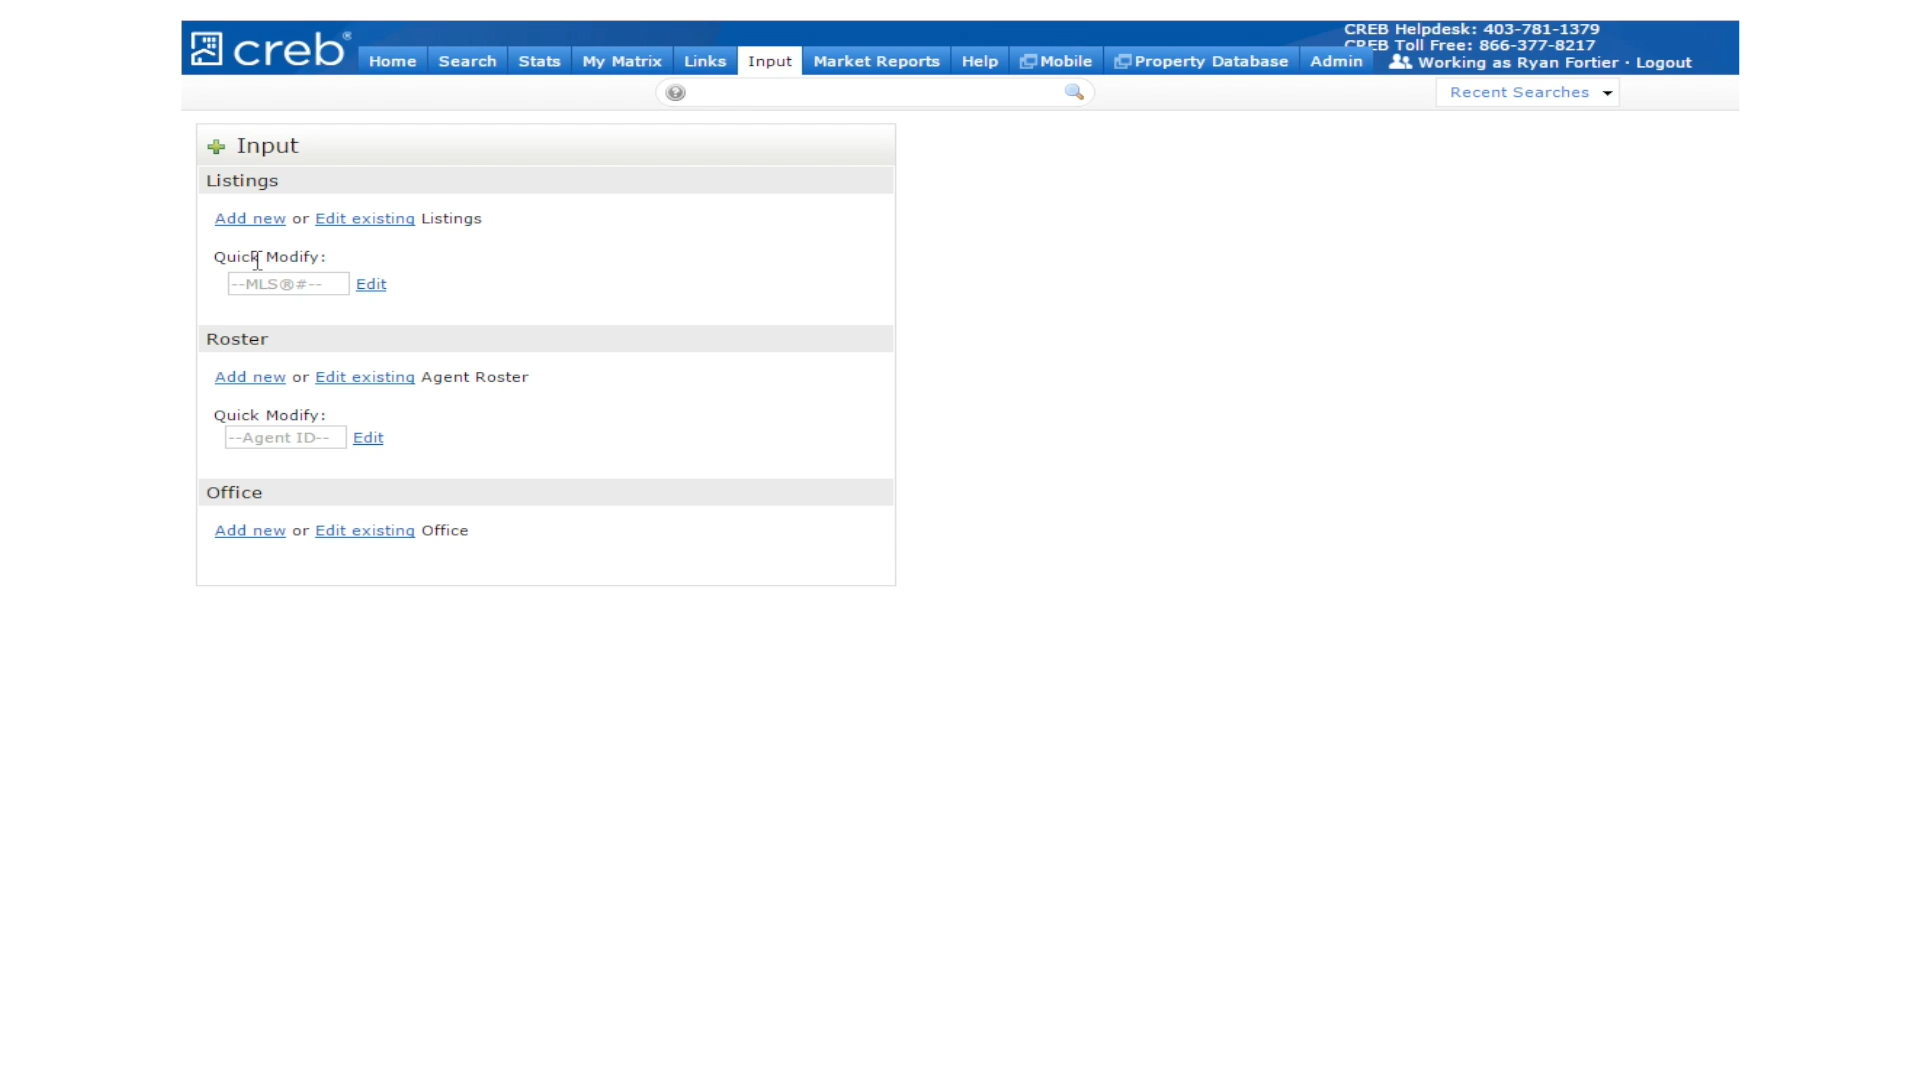 creb®
CREB Helpdesk: 403-781-1379
CREB Toll Free: 866-377-8217
Home Search Stats My Matrix Links Input Market Reports Help Mobile Property Database Admin Working as Ryan Fortier · Logout
Recent Searches
Input
Listings
Add new or Edit existing Listings
Quick Modify:
--MLS®#-- Edit
Roster
Add new or Edit existing Agent Roster
Quick Modify:
--Agent ID-- Edit
Office
Add new or Edit existing Office